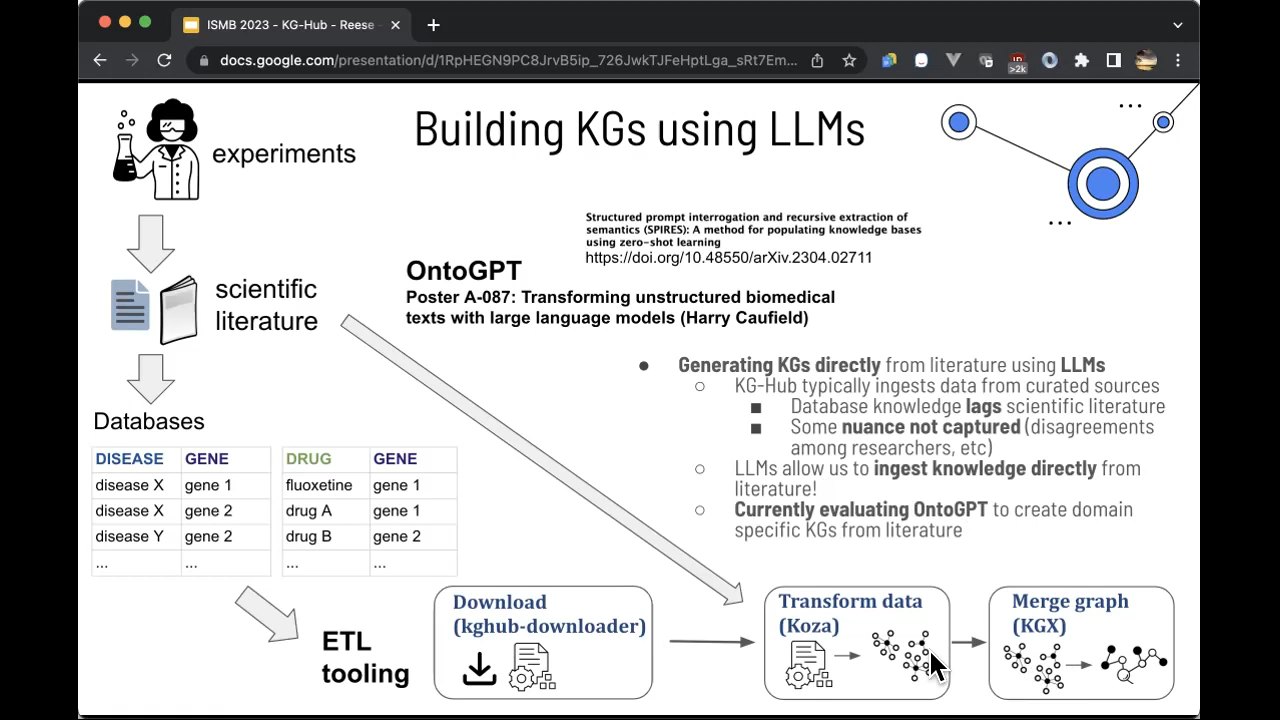 ISMB 2023 - KG-Hub - Reese -
docs.google.com/presentation/d/1RpHEGN9PC8JrvB5ip_726JwkTJFeHptLga_sRt7Em...
>2k
Building KGs using LLMs
experiments
Structured prompt interrogation and recursive extraction of
semantics (SPIRES): A method for populating knowledge bases
using zero-shot learning
https://doi.org/10.48550/arXiv.2304.02711
OntoGPT
Poster A-087: Transforming unstructured biomedical
texts with large language models (Harry Caufield)
scientific
literature
● Generating KGs directly from literature using LLMs
○ KG-Hub typically ingests data from curated sources
■ Database knowledge lags scientific literature
■ Some nuance not captured (disagreements
among researchers, etc)
○ LLMs allow us to ingest knowledge directly from
literature!
○ Currently evaluating OntoGPT to create domain
specific KGs from literature
Databases
DISEASE GENE
disease X gene 1
disease X gene 2
disease Y gene 2
... ...
DRUG GENE
fluoxetine gene 1
drug A gene 1
drug B gene 2
... ...
ETL
tooling
Download
(kghub-downloader)
Transform data
(Koza)
Merge graph
(KGX)